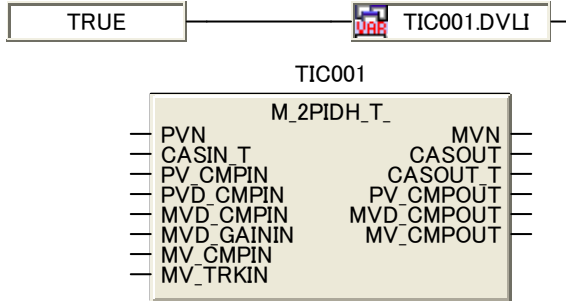 TRUE VAR TIC001.DVLI
TIC001
M_2PIDH_T_
PVN MVN
CASIN_T CASOUT
PV_CMPIN CASOUT_T
PVD_CMPIN PV_CMPOUT
MVD_CMPIN MVD_CMPOUT
MVD_GAININ MV_CMPOUT
MV_CMPIN
MV_TRKIN